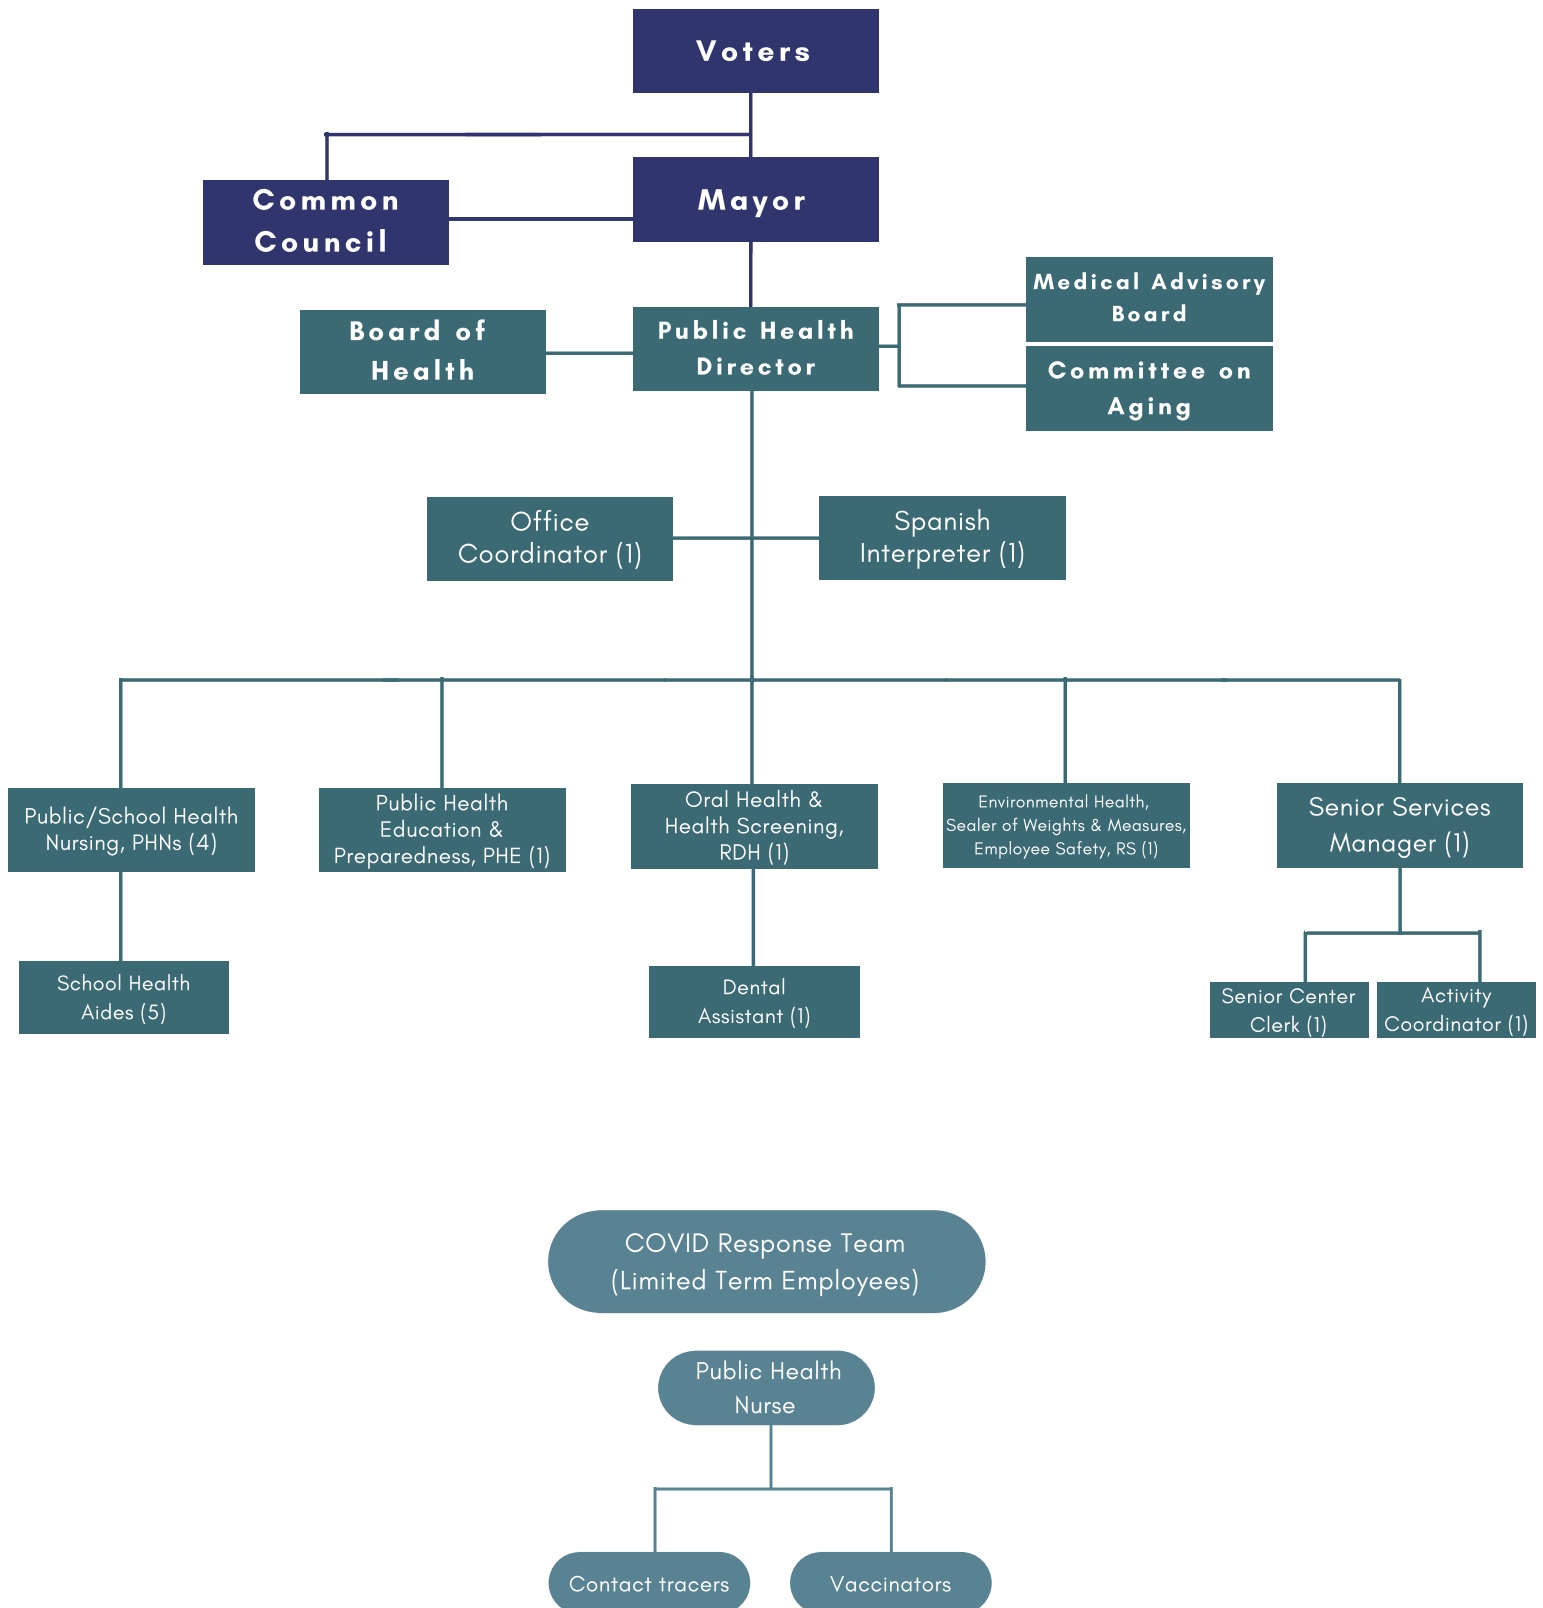 Voters
Common
Council
Mayor
Medical Advisory
Board
Board of
Health
Public Health
Director
Committee on
Aging
Office
Coordinator (1)
Spanish
Interpreter (1)
Public/School Health
Nursing, PHNs (4)
Public Health
Education &
Preparedness, PHE (1)
Oral Health &
Health Screening,
RDH (1)
Environmental Health,
Sealer of Weights & Measures,
Employee Safety, RS (1)
Senior Services
Manager (1)
School Health
Aides (5)
Dental
Assistant (1)
Senior Center
Clerk (1)
Activity
Coordinator (1)
COVID Response Team
(Limited Term Employees)
Public Health
Nurse
Contact tracers
Vaccinators